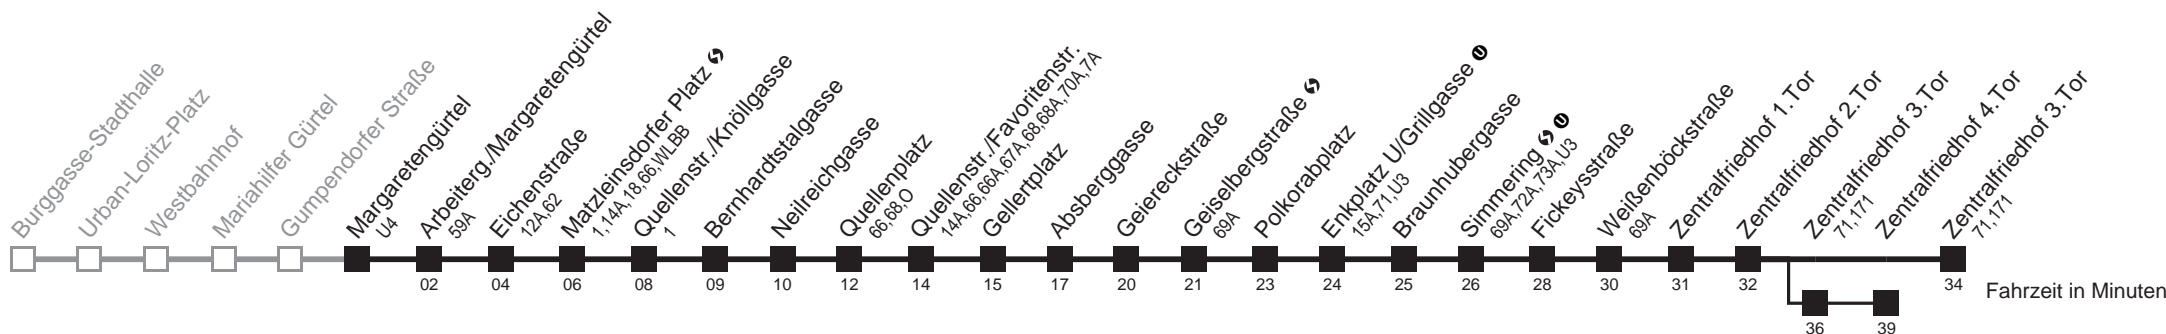 Burggasse-Stadthalle
Urban-Loritz-Platz
Westbahnhof
Mariahilfer Gürtel
Gumpendorfer Straße
Margaretengürtel
U4
Arbeiterg./Margaretengürtel
59A
Eichenstraße
12A,62
Matzleinsdorfer Platz
1,14A,18,66,WLBB
Quellenstr./Knöllgasse
1
Bernhardtstalgasse
Neilreichgasse
Quellenplatz
66,68,O
Quellenstr./Favoritenstr.
14A,66,66A,67A,68,68A,70A,7A
Gellertplatz
Absberggasse
Geiereckstraße
Geiselbergstraße
69A
Polkorabplatz
Enkplatz U/Grillgasse U
15A,71,U3
Braunhubergasse
Simmering U
69A,72A,73A,U3
Fickeysstraße
Weißenböckstraße
69A
Zentralfriedhof 1.Tor
Zentralfriedhof 2.Tor
Zentralfriedhof 3.Tor
71,171
Zentralfriedhof 4.Tor
Zentralfriedhof 3.Tor
71,171
02 04 06 08 09 10 12 14 15 17 20 21 23 24 25 26 28 30 31 32 34
Fahrzeit in Minuten
36 39